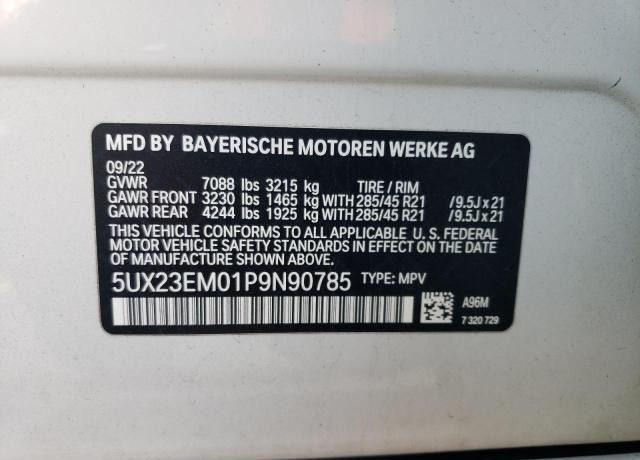 MFD BY BAYERISCHE MOTOREN WERKE AG
09/22
GVWR 7088 lbs 3215 kg TIRE / RIM
GAWR FRONT 3230 lbs 1465 kg WITH 285/45 R21 /9.5J x 21
GAWR REAR 4244 lbs 1925 kg WITH 285/45 R21 /9.5J x 21
THIS VEHICLE CONFORMS TO ALL APPLICABLE U. S. FEDERAL
MOTOR VEHICLE SAFETY STANDARDS IN EFFECT ON THE DATE
OF MANUFACTURE SHOWN ABOVE.
5UX23EM01P9N90785 TYPE: MPV
A96M
7 320 729